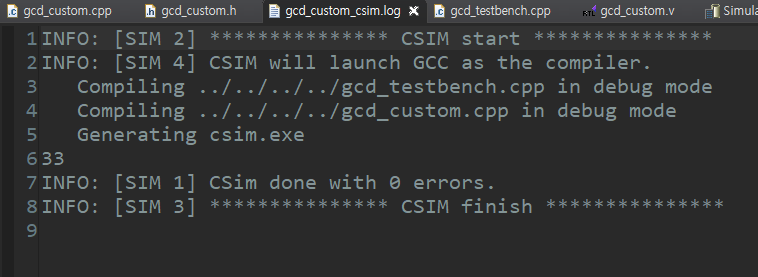 gcd_custom.cpp gcd_custom.h gcd_custom_csim.log gcd_testbench.cpp gcd_custom.v Simula
1 INFO: [SIM 2] *************** CSIM start ***************
2 INFO: [SIM 4] CSIM will launch GCC as the compiler.
3    Compiling ../../../../gcd_testbench.cpp in debug mode
4    Compiling ../../../../gcd_custom.cpp in debug mode
5    Generating csim.exe
6 33
7 INFO: [SIM 1] CSim done with 0 errors.
8 INFO: [SIM 3] *************** CSIM finish ***************
9